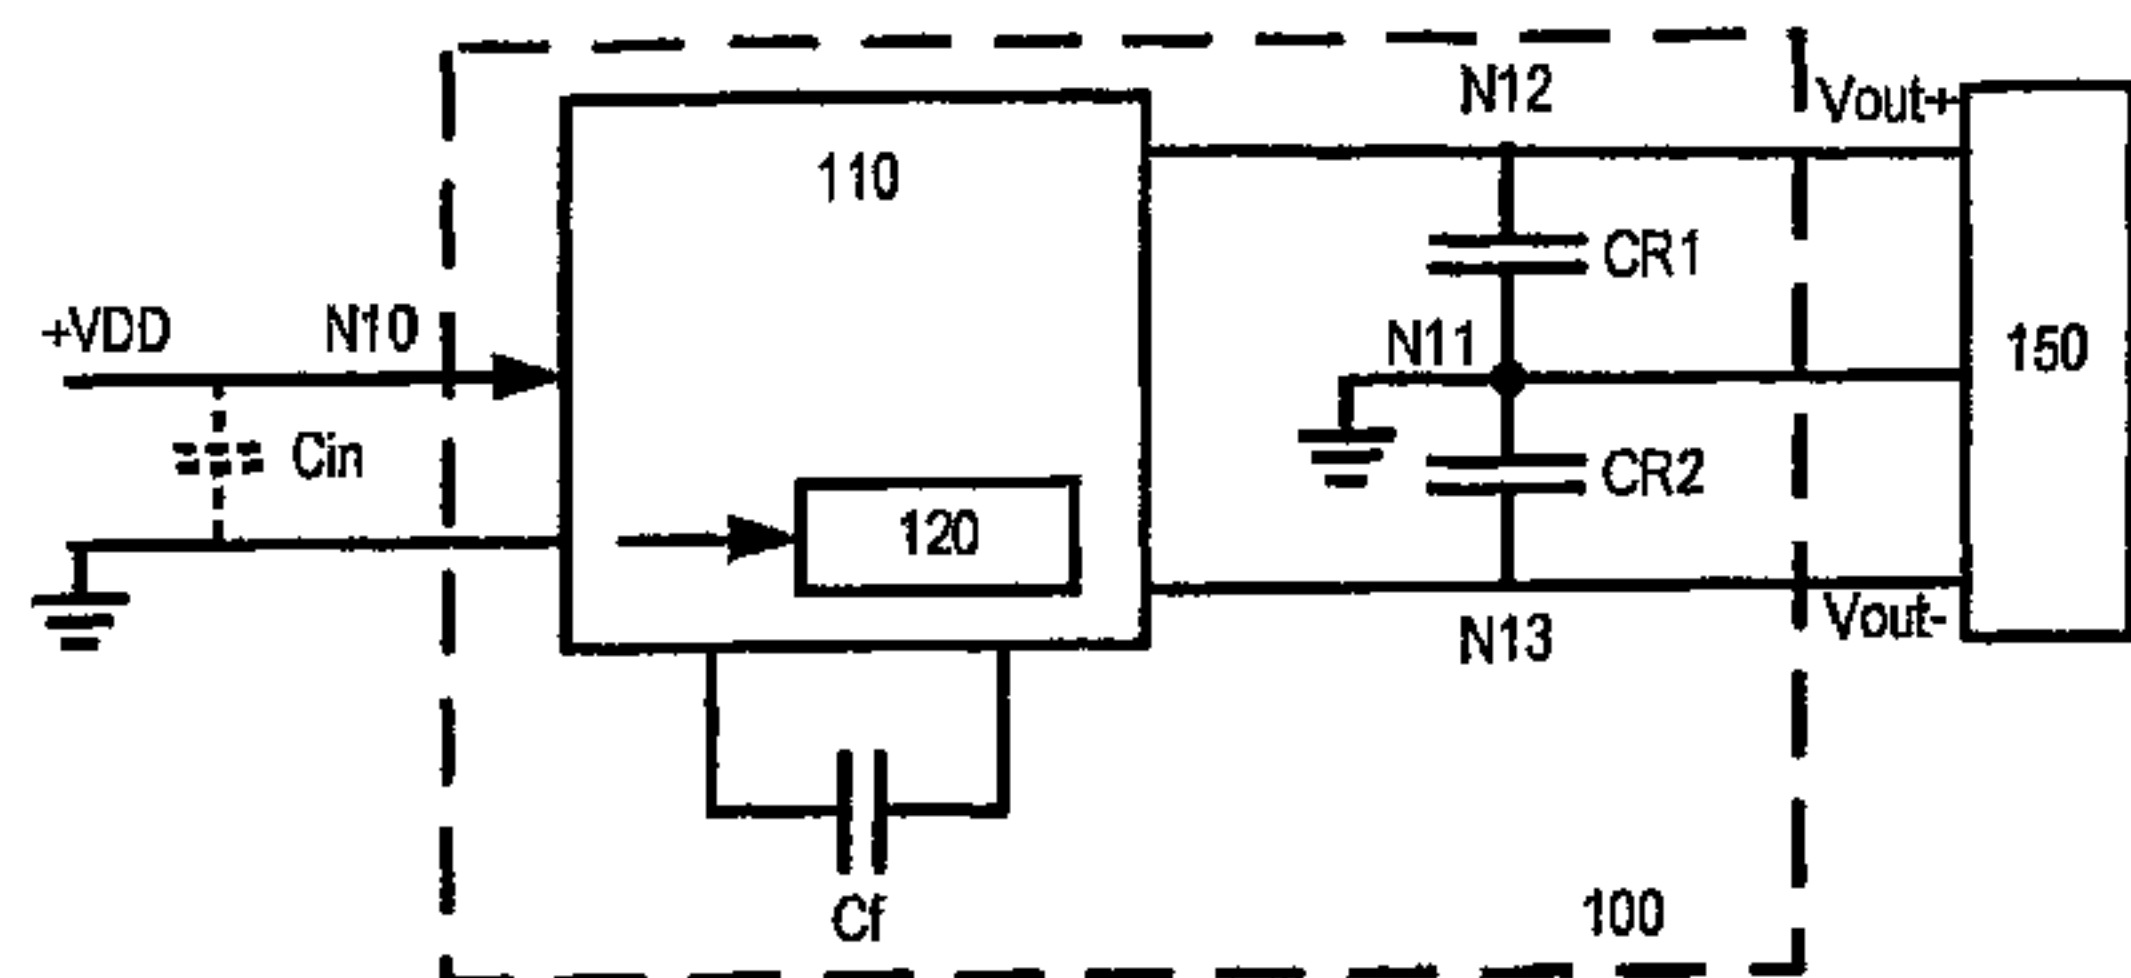 N12
Vout+
110
CR1
+VDD
N10
N11
150
Cin
CR2
120
Vout-
N13
Cf
100